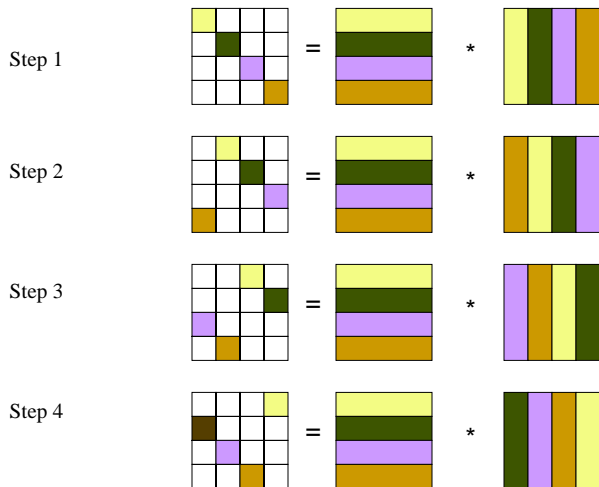 Step 1 = *
Step 2 = *
Step 3 = *
Step 4 = *